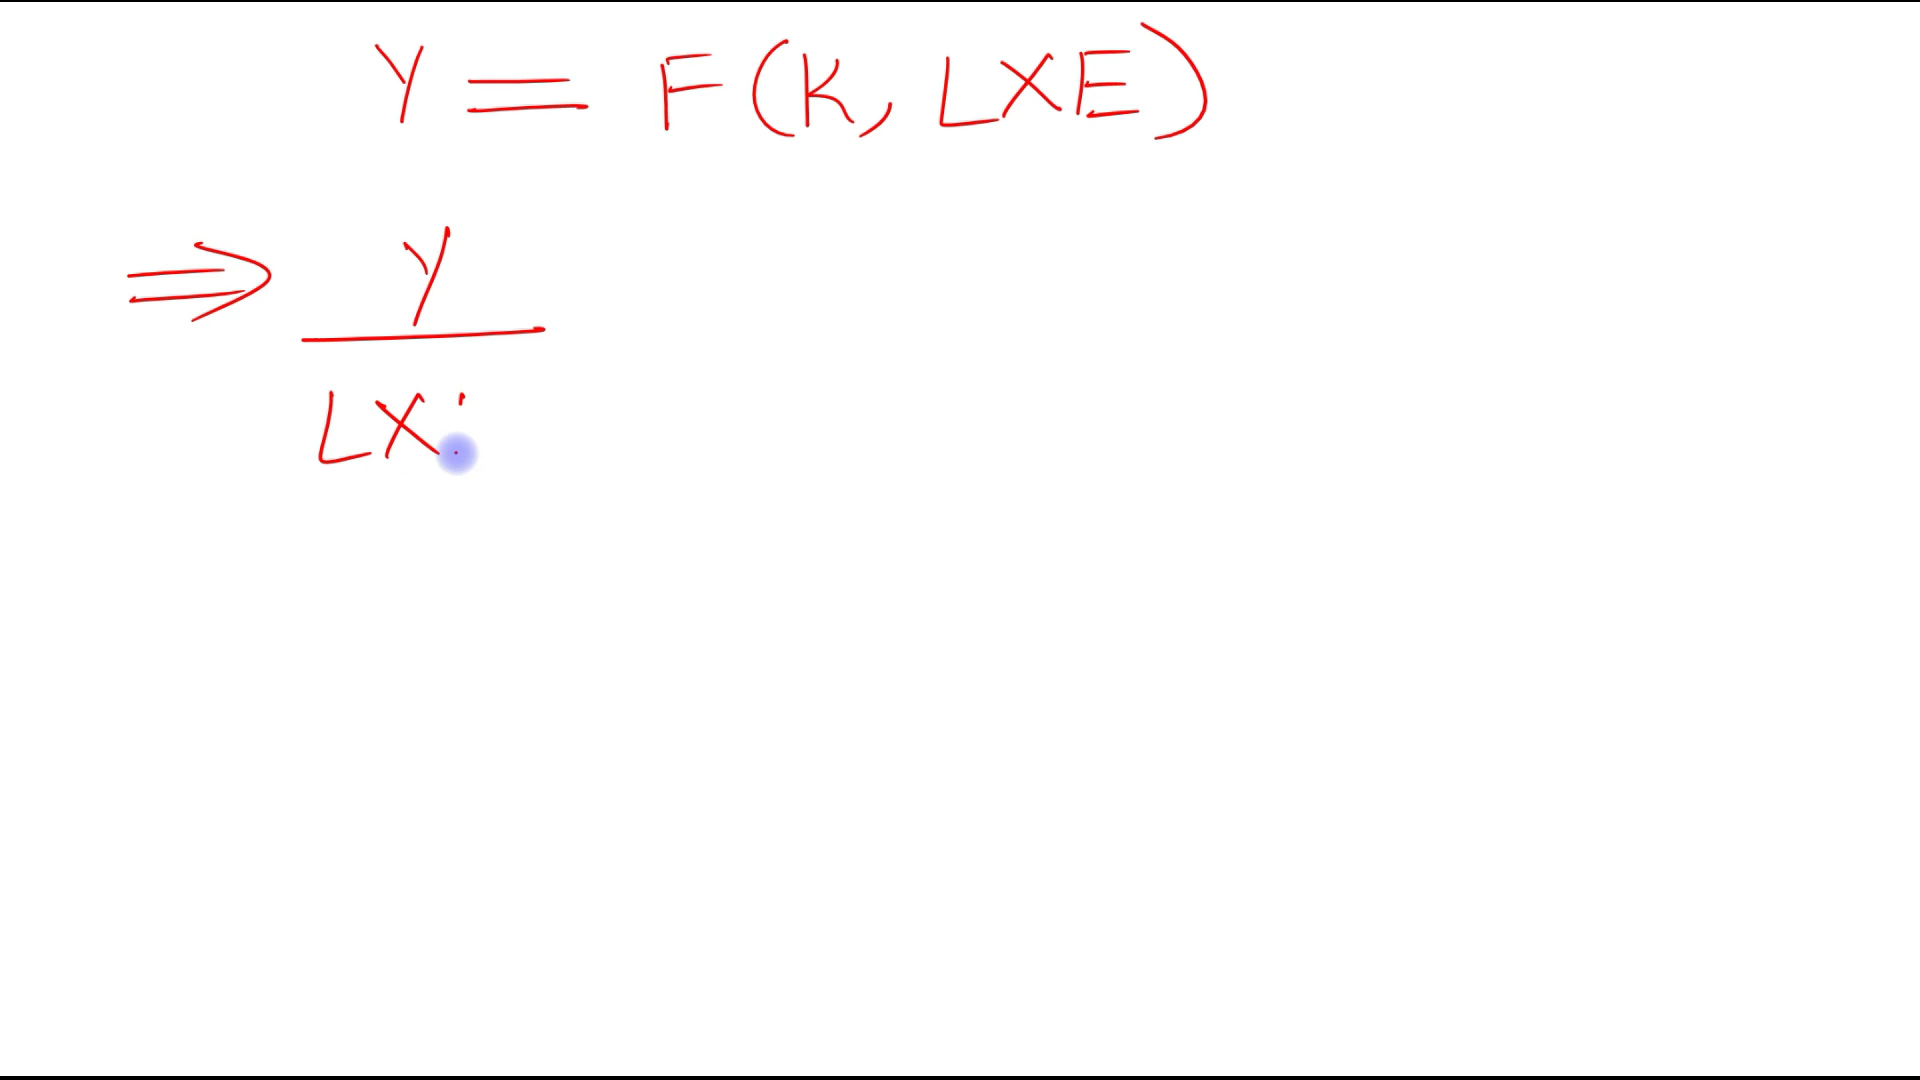 Y = F(K, LXE)
⇒ Y
LX